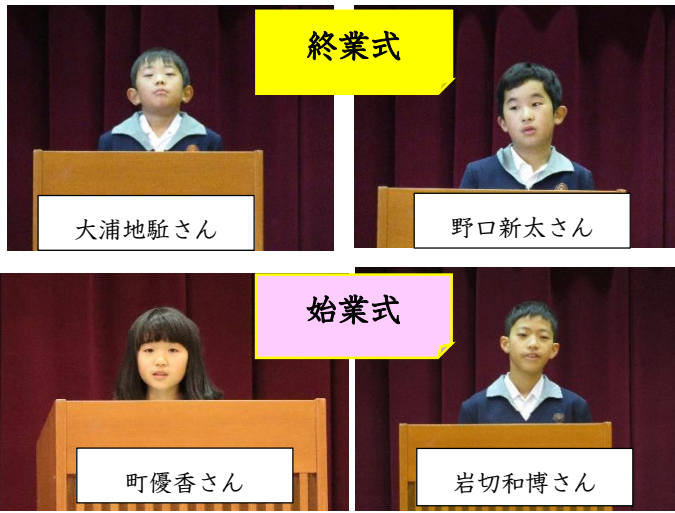 終業式
大浦地駈さん
野口新太さん
始業式
町優香さん
岩切和博さん